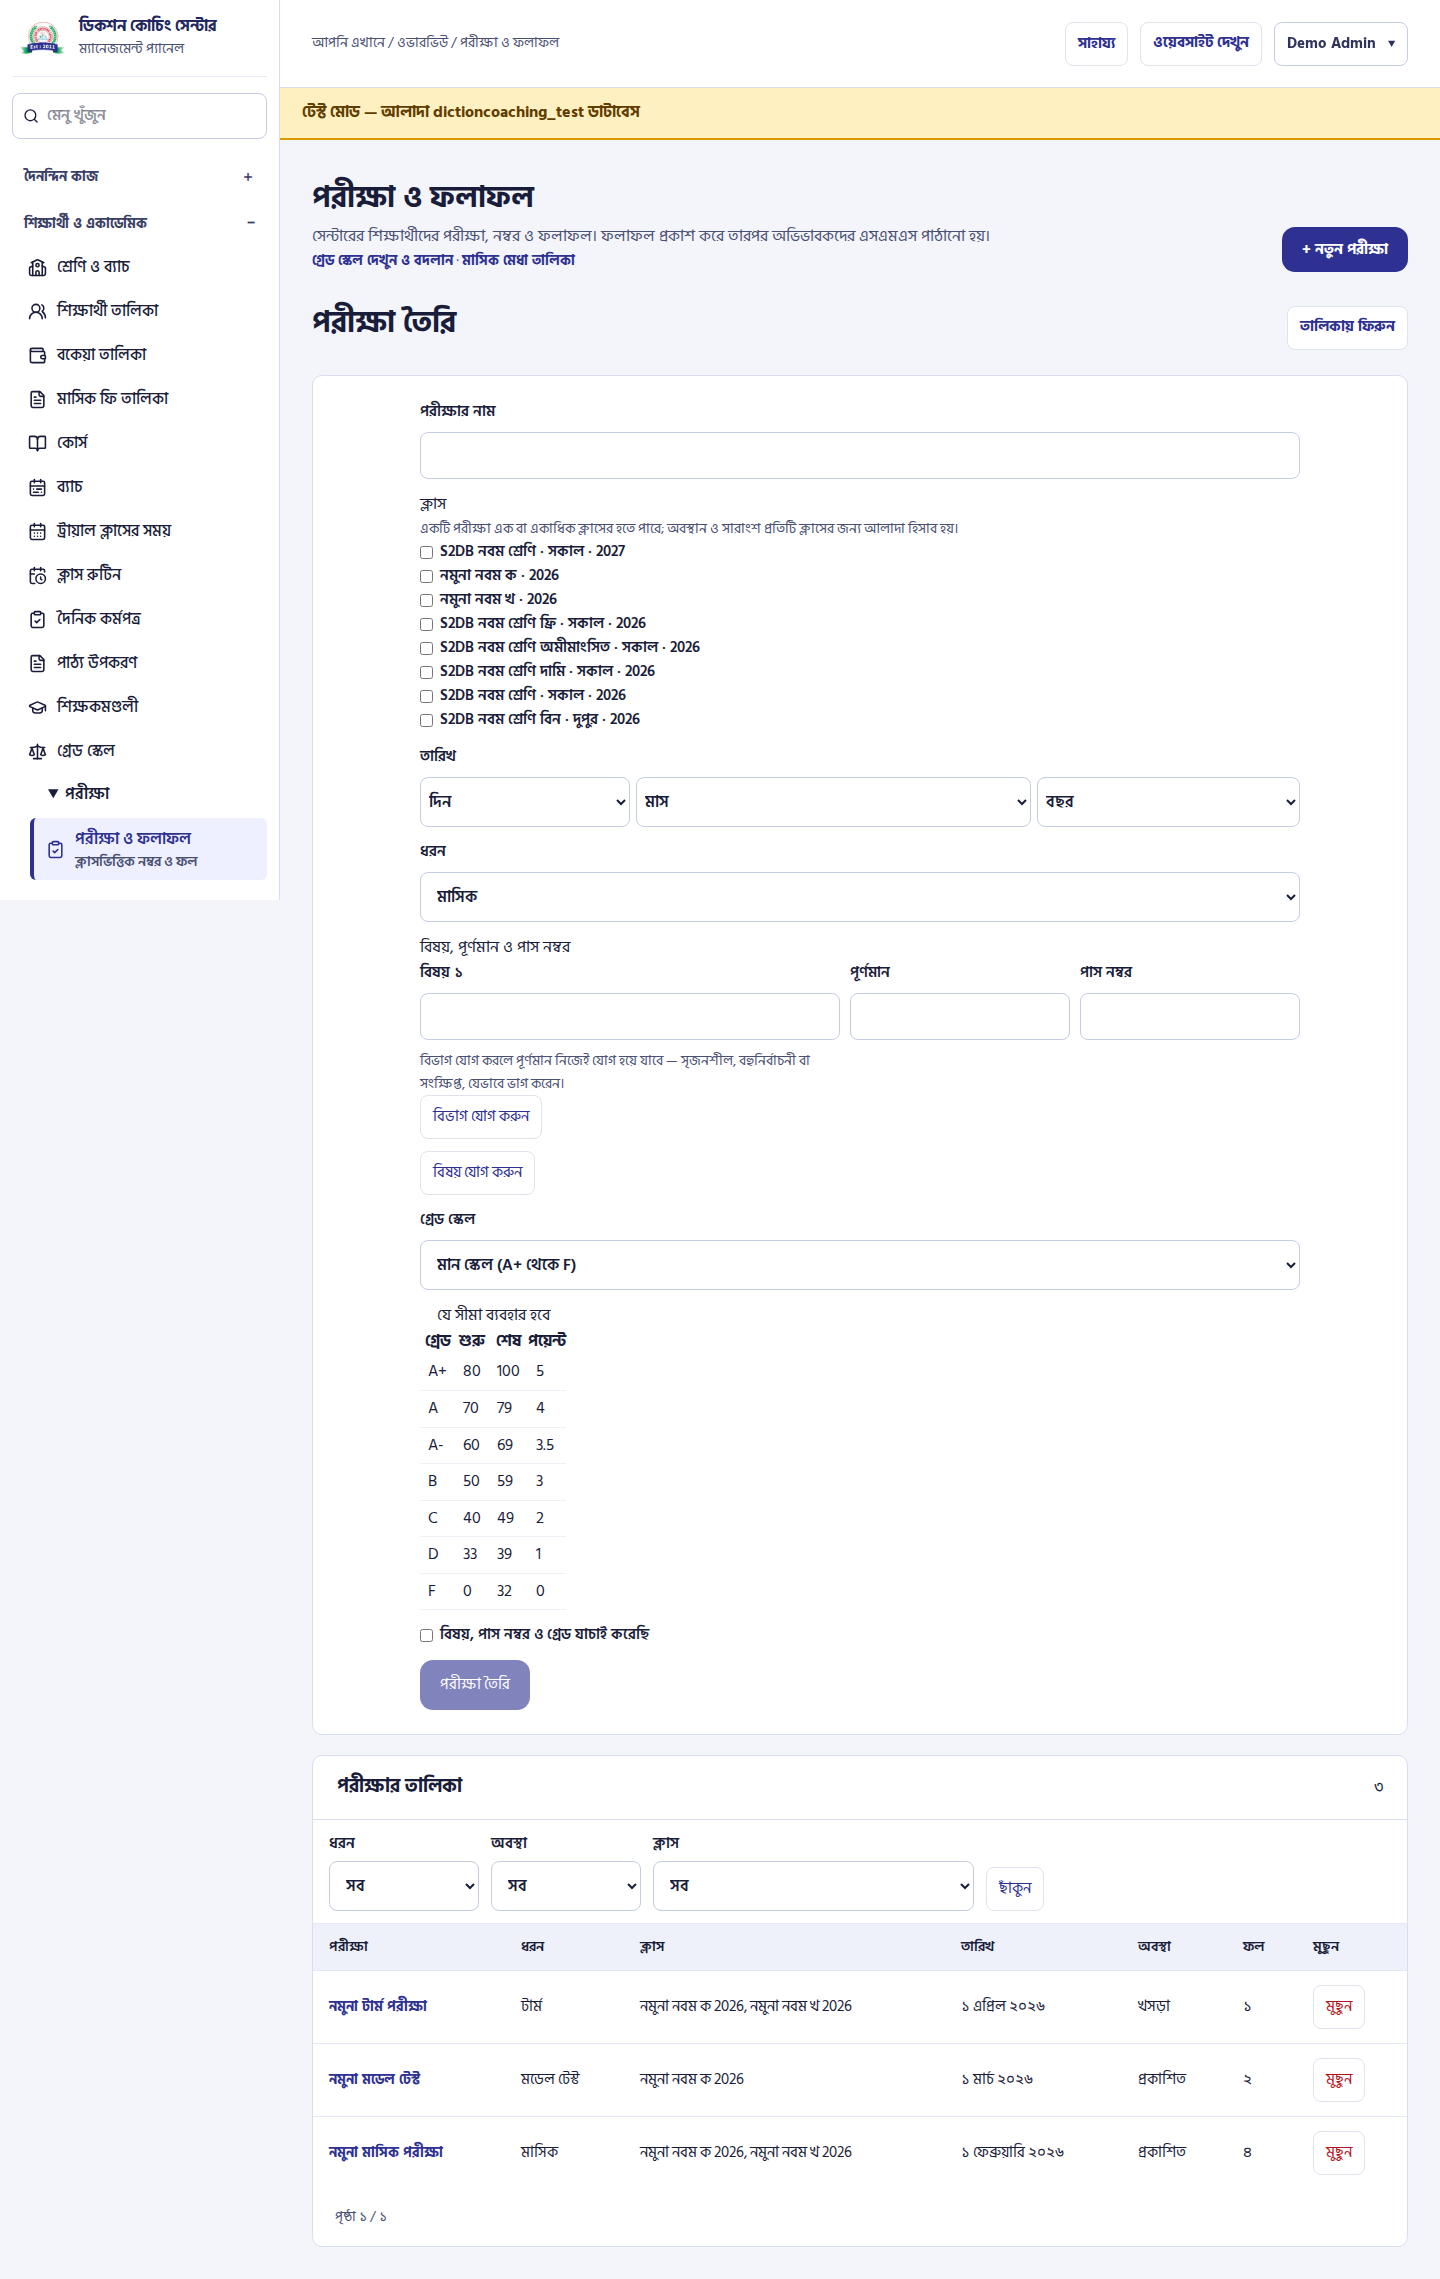 ডিকশন কোচিং সেন্টার
ম্যানেজমেন্ট প্যানেল
মেনু খুঁজুন
দৈনন্দিন কাজ +
শিক্ষার্থী ও একাডেমিক −
শ্রেণি ও ব্যাচ
শিক্ষার্থী তালিকা
বকেয়া তালিকা
মাসিক ফি তালিকা
কোর্স
ব্যাচ
ট্রায়াল ক্লাসের সময়
ক্লাস রুটিন
দৈনিক কর্মপত্র
পাঠ্য উপকরণ
শিক্ষকমণ্ডলী
গ্রেড স্কেল
▼ পরীক্ষা
পরীক্ষা ও ফলাফল
ক্লাসভিত্তিক নম্বর ও ফল
আপনি এখানে / ওভারভিউ / পরীক্ষা ও ফলাফল
সাহায্য
ওয়েবসাইট দেখুন
Demo Admin ▼
টেস্ট মোড — আলাদা dictioncoaching_test ডাটাবেস
পরীক্ষা ও ফলাফল
সেন্টারের শিক্ষার্থীদের পরীক্ষা, নম্বর ও ফলাফল। ফলাফল প্রকাশ করে তারপর অভিভাবকদের এসএমএস পাঠানো হয়।
গ্রেড স্কেল দেখুন ও বদলান · মাসিক মেধা তালিকা
+ নতুন পরীক্ষা
পরীক্ষা তৈরি
তালিকায় ফিরুন
পরীক্ষার নাম
ক্লাস
একটি পরীক্ষা এক বা একাধিক ক্লাসের হতে পারে; অবস্থান ও সারাংশ প্রতিটি ক্লাসের জন্য আলাদা হিসাব হয়।
S2DB নবম শ্রেণি · সকাল · 2027
নমুনা নবম ক · 2026
নমুনা নবম খ · 2026
S2DB নবম শ্রেণি ফ্রি · সকাল · 2026
S2DB নবম শ্রেণি অমীমাংসিত · সকাল · 2026
S2DB নবম শ্রেণি দামি · সকাল · 2026
S2DB নবম শ্রেণি · সকাল · 2026
S2DB নবম শ্রেণি বিন · দুপুর · 2026
তারিখ
দিন মাস বছর
ধরন
মাসিক
বিষয়, পূর্ণমান ও পাস নম্বর
বিষয় ১ পূর্ণমান পাস নম্বর
বিভাগ যোগ করলে পূর্ণমান নিজেই যোগ হয়ে যাবে — সৃজনশীল, বহুনির্বাচনী বা
সংক্ষিপ্ত, যেভাবে ভাগ করেন।
বিভাগ যোগ করুন
বিষয় যোগ করুন
গ্রেড স্কেল
মান স্কেল (A+ থেকে F)
যে সীমা ব্যবহার হবে
গ্রেড শুরু শেষ পয়েন্ট
A+ 80 100 5
A 70 79 4
A- 60 69 3.5
B 50 59 3
C 40 49 2
D 33 39 1
F 0 32 0
বিষয়, পাস নম্বর ও গ্রেড যাচাই করেছি
পরীক্ষা তৈরি
পরীক্ষার তালিকা ৩
ধরন অবস্থা ক্লাস
সব সব সব ছাঁকুন
পরীক্ষা ধরন ক্লাস তারিখ অবস্থা ফল মুছুন
নমুনা টার্ম পরীক্ষা টার্ম নমুনা নবম ক 2026, নমুনা নবম খ 2026 ১ এপ্রিল ২০২৬ খসড়া ১ মুছুন
নমুনা মডেল টেস্ট মডেল টেস্ট নমুনা নবম ক 2026 ১ মার্চ ২০২৬ প্রকাশিত ২ মুছুন
নমুনা মাসিক পরীক্ষা মাসিক নমুনা নবম ক 2026, নমুনা নবম খ 2026 ১ ফেব্রুয়ারি ২০২৬ প্রকাশিত ৪ মুছুন
পৃষ্ঠা ১ / ১